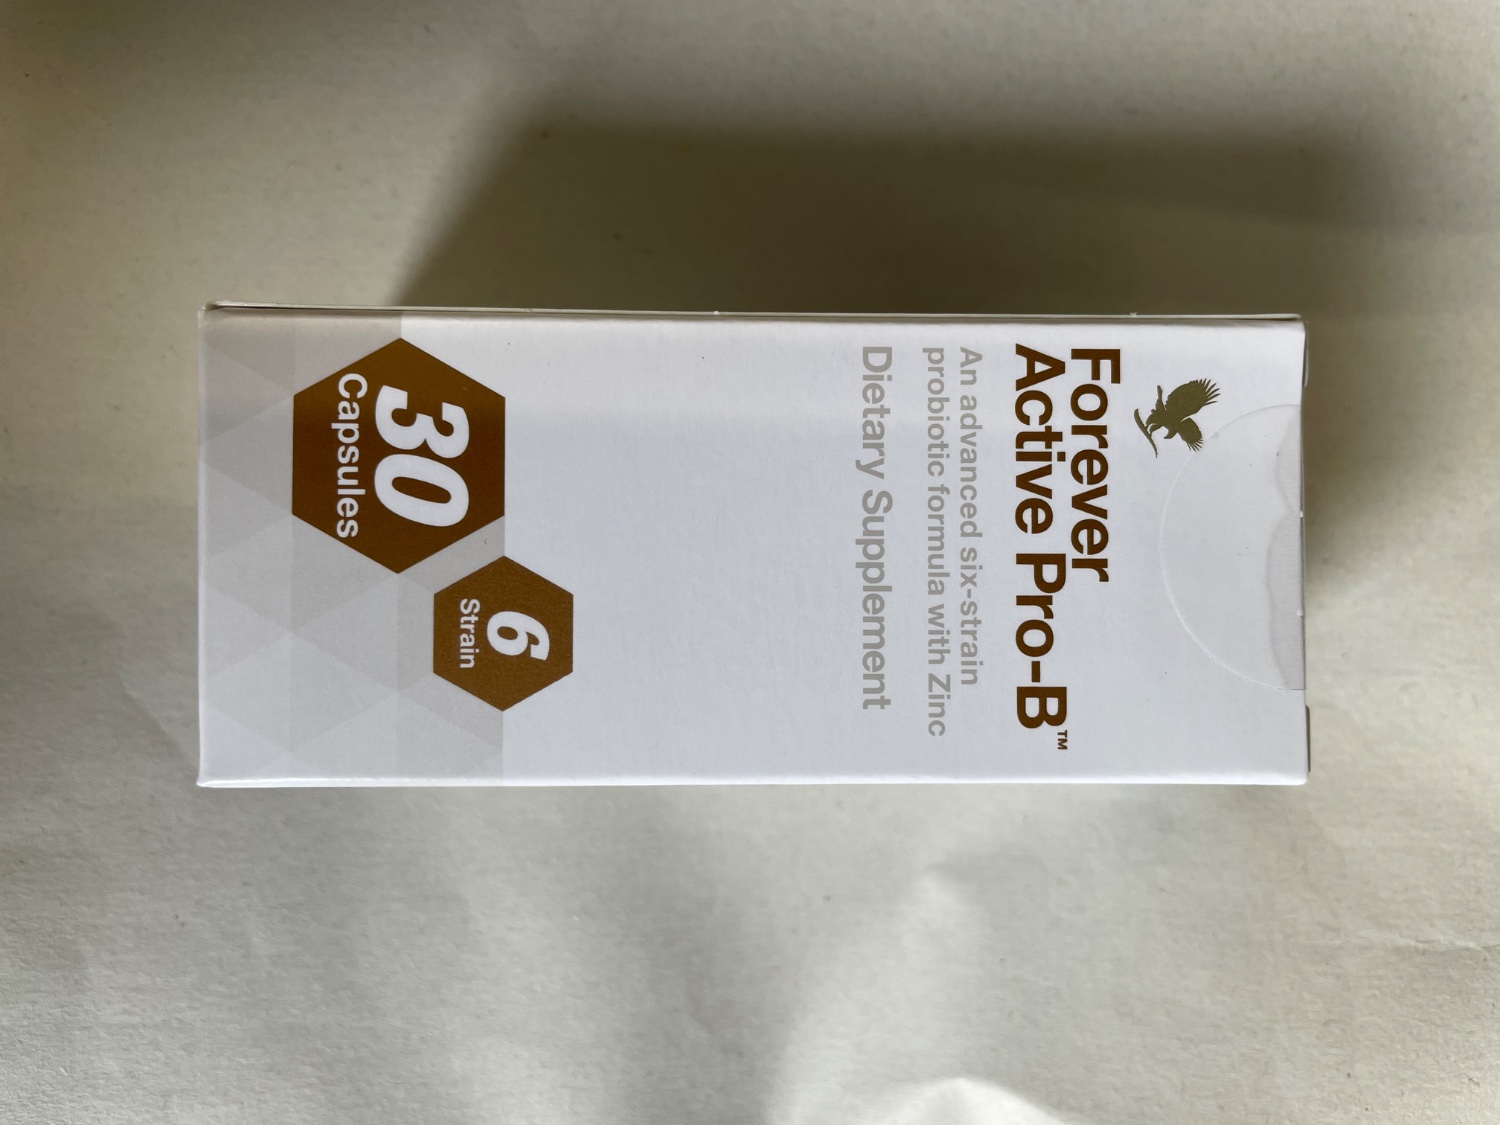 Forever
Active Pro-B™
An advanced six-strain
probiotic formula with Zinc
Dietary Supplement
6
Strain
30
Capsules